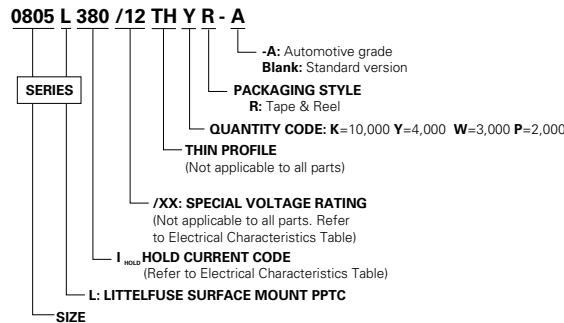 0805 L 380 /12 TH Y R - A
-A: Automotive grade
Blank: Standard version
SERIES
PACKAGING STYLE
R: Tape & Reel
QUANTITY CODE: K=10,000 Y=4,000 W=3,000 P=2,000
THIN PROFILE
(Not applicable to all parts)
/XX: SPECIAL VOLTAGE RATING
(Not applicable to all parts. Refer
to Electrical Characteristics Table)
I HOLD HOLD CURRENT CODE
(Refer to Electrical Characteristics Table)
L: LITTELFUSE SURFACE MOUNT PPTC
SIZE